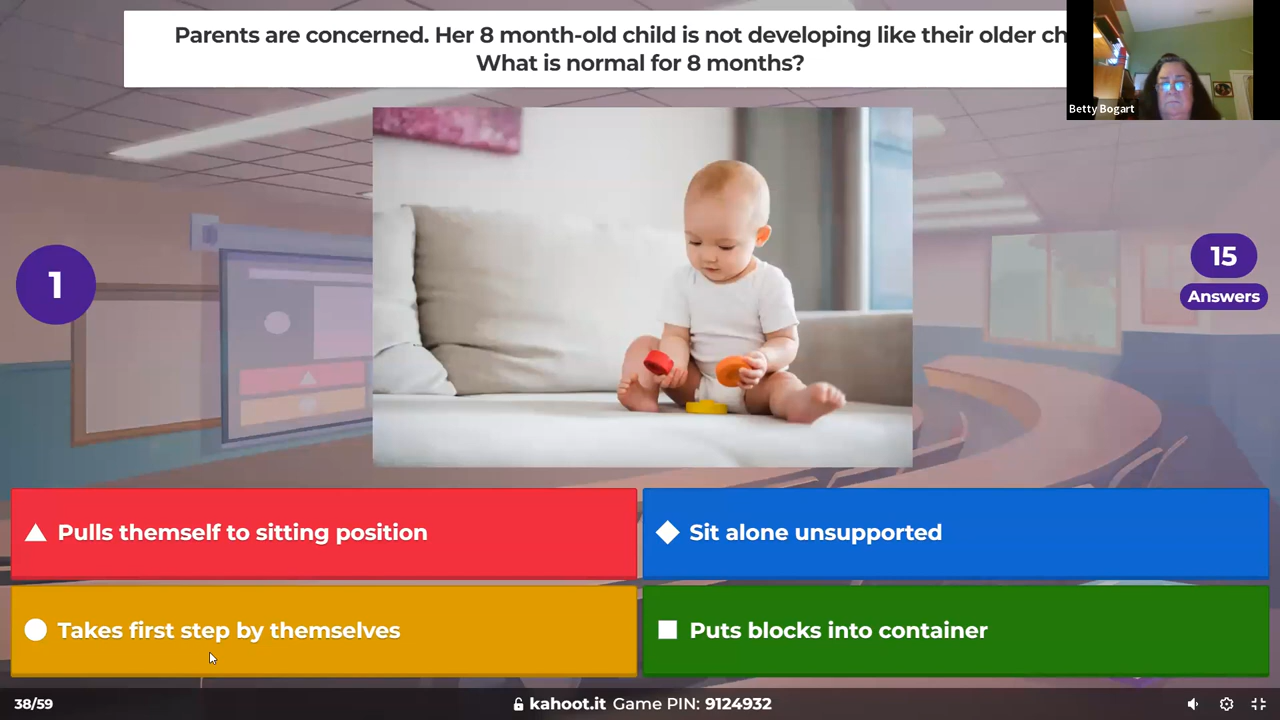 Parents are concerned. Her 8 month-old child is not developing like their older
What is normal for 8 months?
Betty Bogart
1
15
Answers
Pulls themself to sitting position
Sit alone unsupported
Takes first step by themselves
Puts blocks into container
38/59
kahoot.it Game PIN: 9124932